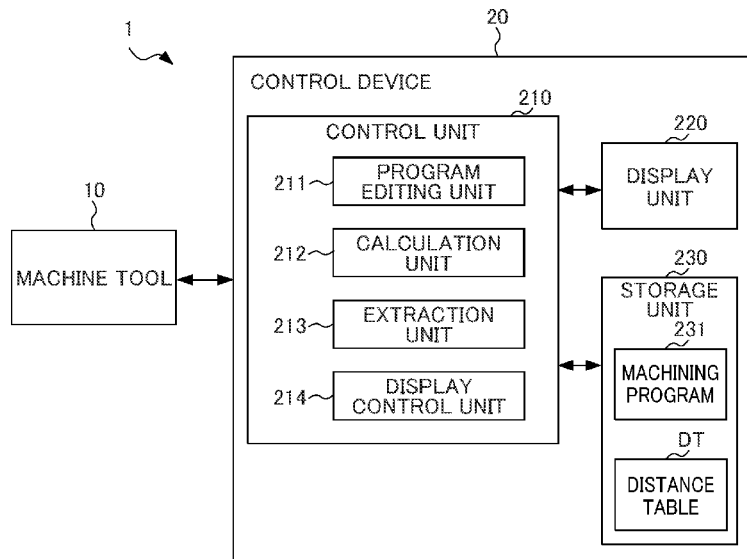 1
20
CONTROL DEVICE
210
CONTROL UNIT
211
PROGRAM
EDITING UNIT
212
CALCULATION
UNIT
213
EXTRACTION
UNIT
214
DISPLAY
CONTROL UNIT
10
MACHINE TOOL
220
DISPLAY
UNIT
230
STORAGE
UNIT
231
MACHINING
PROGRAM
DT
DISTANCE
TABLE